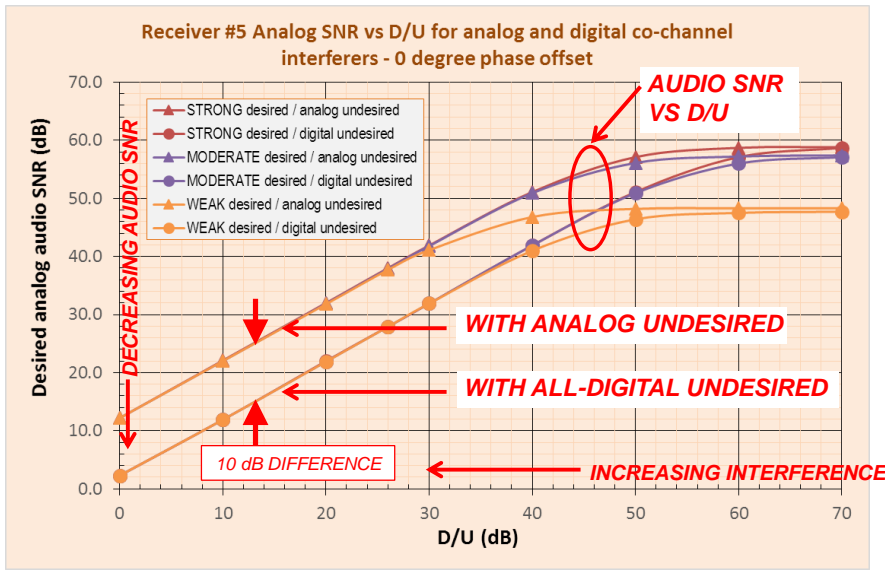 Receiver #5 Analog SNR vs D/U for analog and digital co-channel
interferers - 0 degree phase offset
Desired analog audio SNR (dB)
70.0
60.0
50.0
40.0
30.0
20.0
10.0
0.0
STRONG desired / analog undesired
STRONG desired / digital undesired
MODERATE desired / analog undesired
MODERATE desired / digital undesired
WEAK desired / analog undesired
WEAK desired / digital undesired
AUDIO SNR
VS D/U
DECREASING AUDIO SNR
WITH ANALOG UNDESIRED
WITH ALL-DIGITAL UNDESIRED
10 dB DIFFERENCE
INCREASING INTERFERENCE
0
10
20
30
40
50
60
70
D/U (dB)